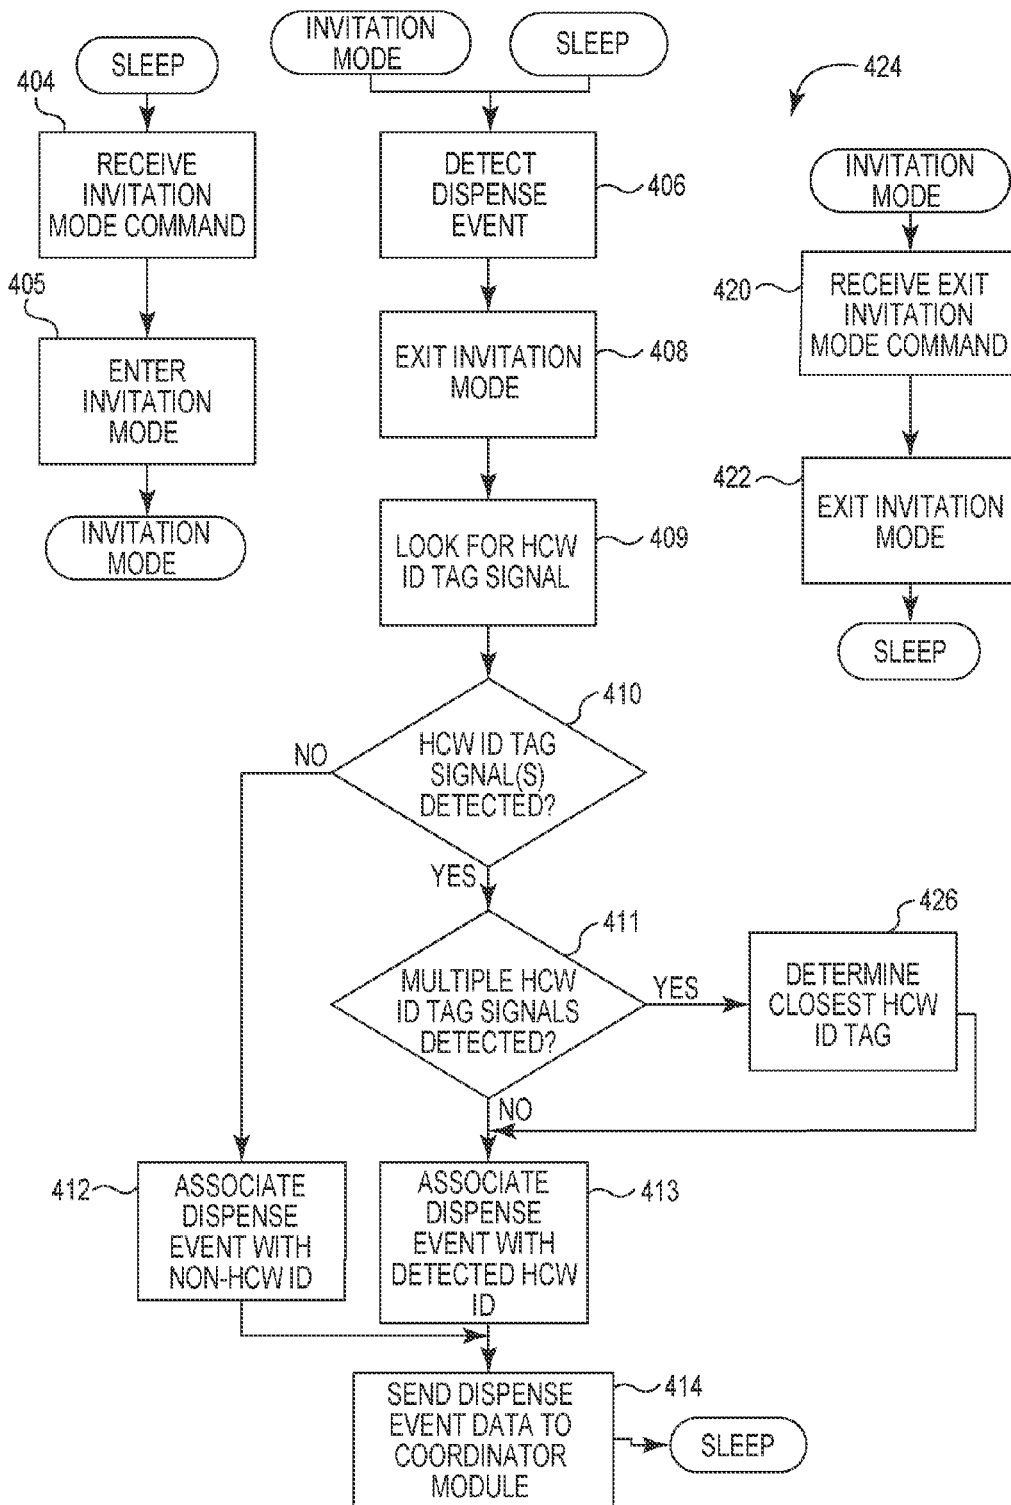 SLEEP
404
RECEIVE
INVITATION
MODE COMMAND
405
ENTER
INVITATION
MODE
INVITATION
MODE
INVITATION
MODE
SLEEP
DETECT
DISPENSE
EVENT
406
EXIT INVITATION
MODE
408
LOOK FOR HCW
ID TAG SIGNAL
409
410
HCW ID TAG
SIGNAL(S)
DETECTED?
NO
YES
411
MULTIPLE HCW
ID TAG SIGNALS
DETECTED?
YES
NO
426
DETERMINE
CLOSEST HCW
ID TAG
412
ASSOCIATE
DISPENSE
EVENT WITH
NON-HCW ID
413
ASSOCIATE
DISPENSE
EVENT WITH
DETECTED HCW
ID
414
SEND DISPENSE
EVENT DATA TO
COORDINATOR
MODULE
SLEEP
424
INVITATION
MODE
420
RECEIVE EXIT
INVITATION
MODE COMMAND
422
EXIT INVITATION
MODE
SLEEP